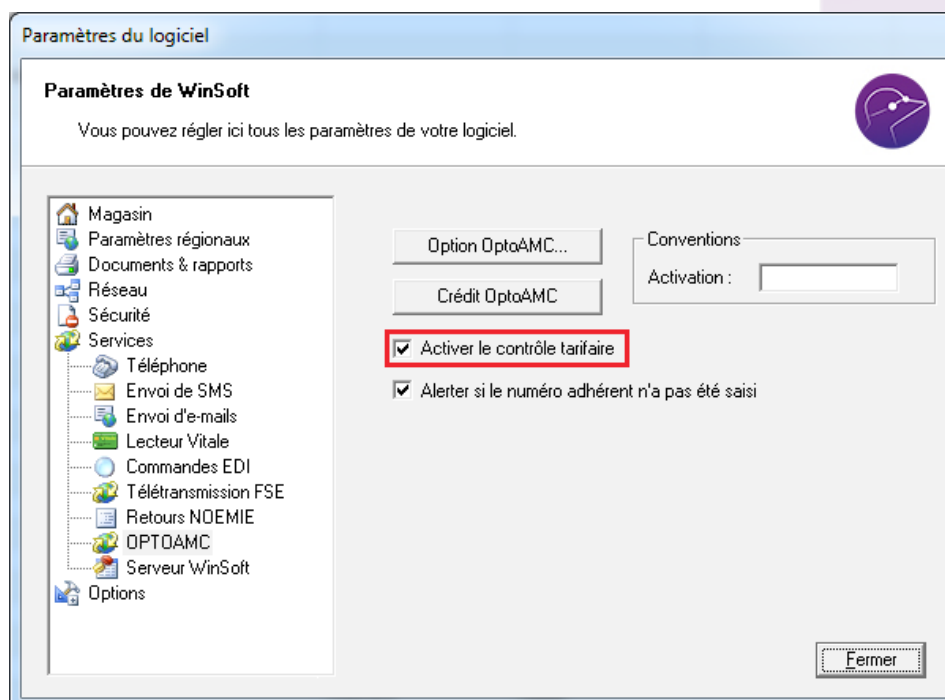 Paramètres du logiciel
Paramètres de WinSoft
Vous pouvez régler ici tous les paramètres de votre logiciel.
Magasin
Paramètres régionaux
Documents & rapports
Réseau
Sécurité
Services
Téléphone
Envoi de SMS
Envoi d'e-mails
Lecteur Vitale
Commandes EDI
Télétransmission FSE
Retours NOEMIE
OPTOAMC
Serveur WinSoft
Options
Option OptoAMC...
Crédit OptoAMC
Conventions
Activation :
Activer le contrôle tarifaire
Alerter si le numéro adhérent n'a pas été saisi
Fermer